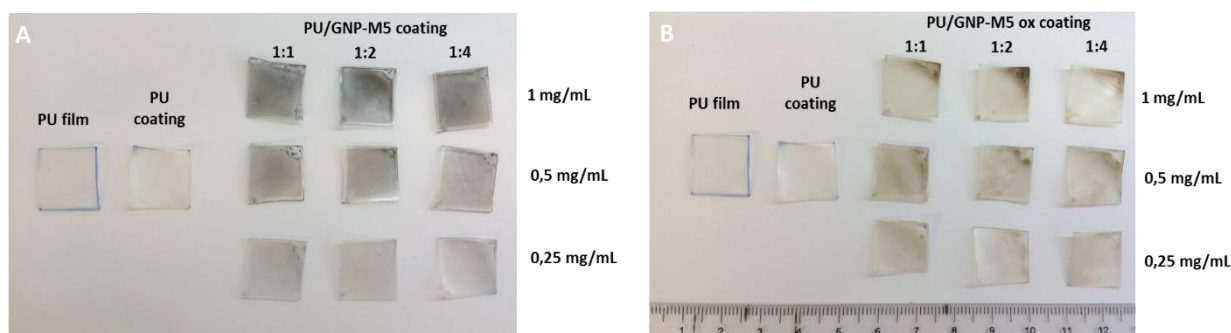 A
PU/GNP-M5 coating
1:1 1:2 1:4
PU film
PU
coating
1 mg/mL
0,5 mg/mL
0,25 mg/mL
B
PU/GNP-M5 ox coating
1:1 1:2 1:4
PU film
PU
coating
1 mg/mL
0,5 mg/mL
0,25 mg/mL
1 2 3 4 5 6 7 8 9 10 11 12